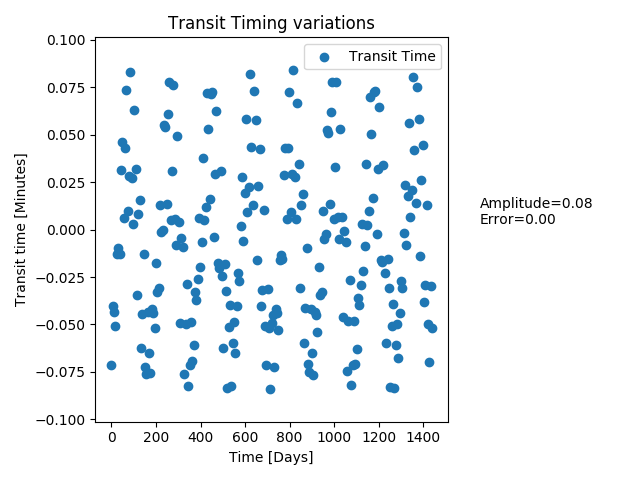 Transit Timing variations
Transit Time
Transit time [Minutes]
0.100
0.075
0.050
0.025
0.000
−0.025
−0.050
−0.075
−0.100
0 200 400 600 800 1000 1200 1400
Time [Days]
Amplitude=0.08
Error=0.00